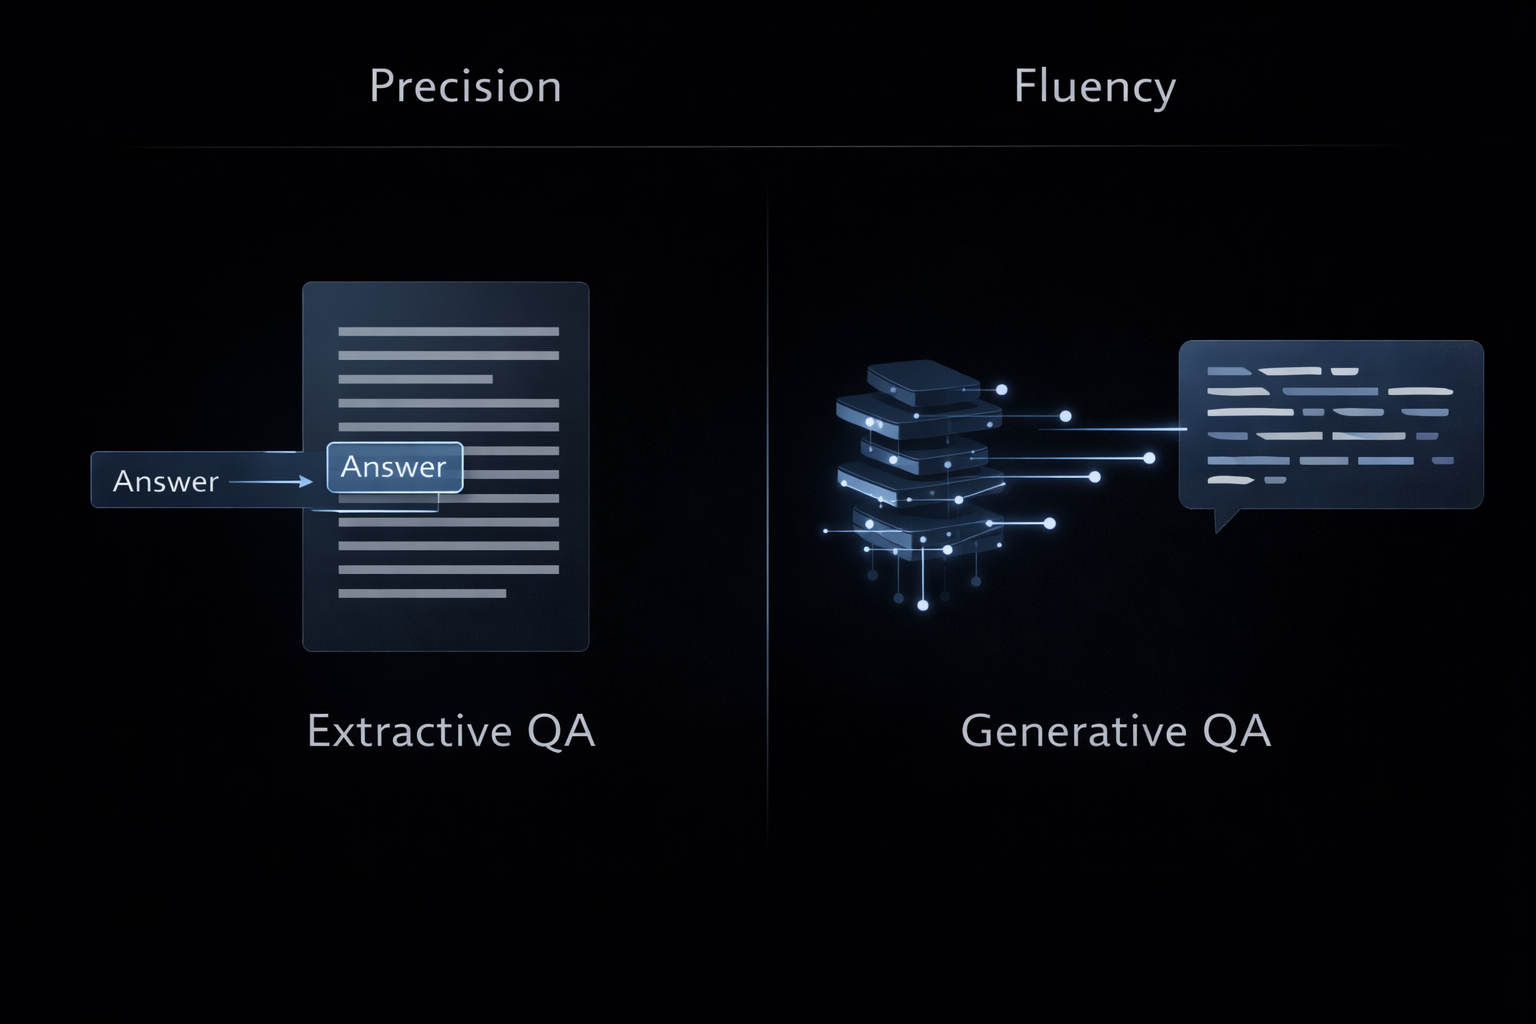 Precision
Fluency
Answer
Answer
Extractive QA
Generative QA